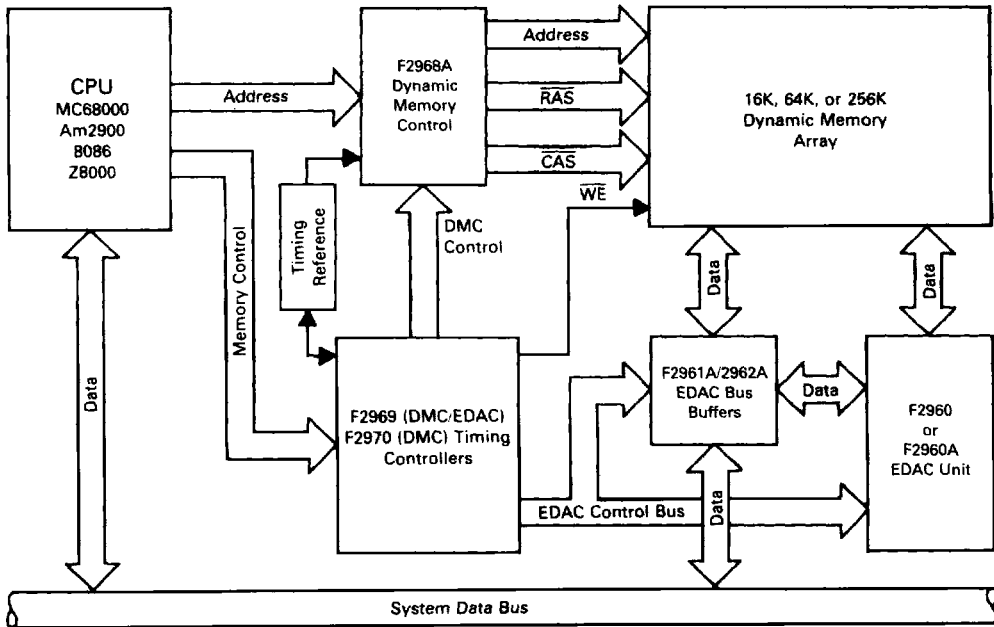 CPU
MC68000
Am2900
8086
Z8000
Address
F2968A
Dynamic
Memory
Control
Address
RAS
CAS
WE
16K, 64K, or 256K
Dynamic Memory
Array
Timing
Reference
DMC
Control
Memory Control
Data
Data
Data
F2969 (DMC/EDAC)
F2970 (DMC) Timing
Controllers
F2961A/2962A
EDAC Bus
Buffers
Data
F2960
or
F2960A
EDAC Unit
EDAC Control Bus
Data
System Data Bus